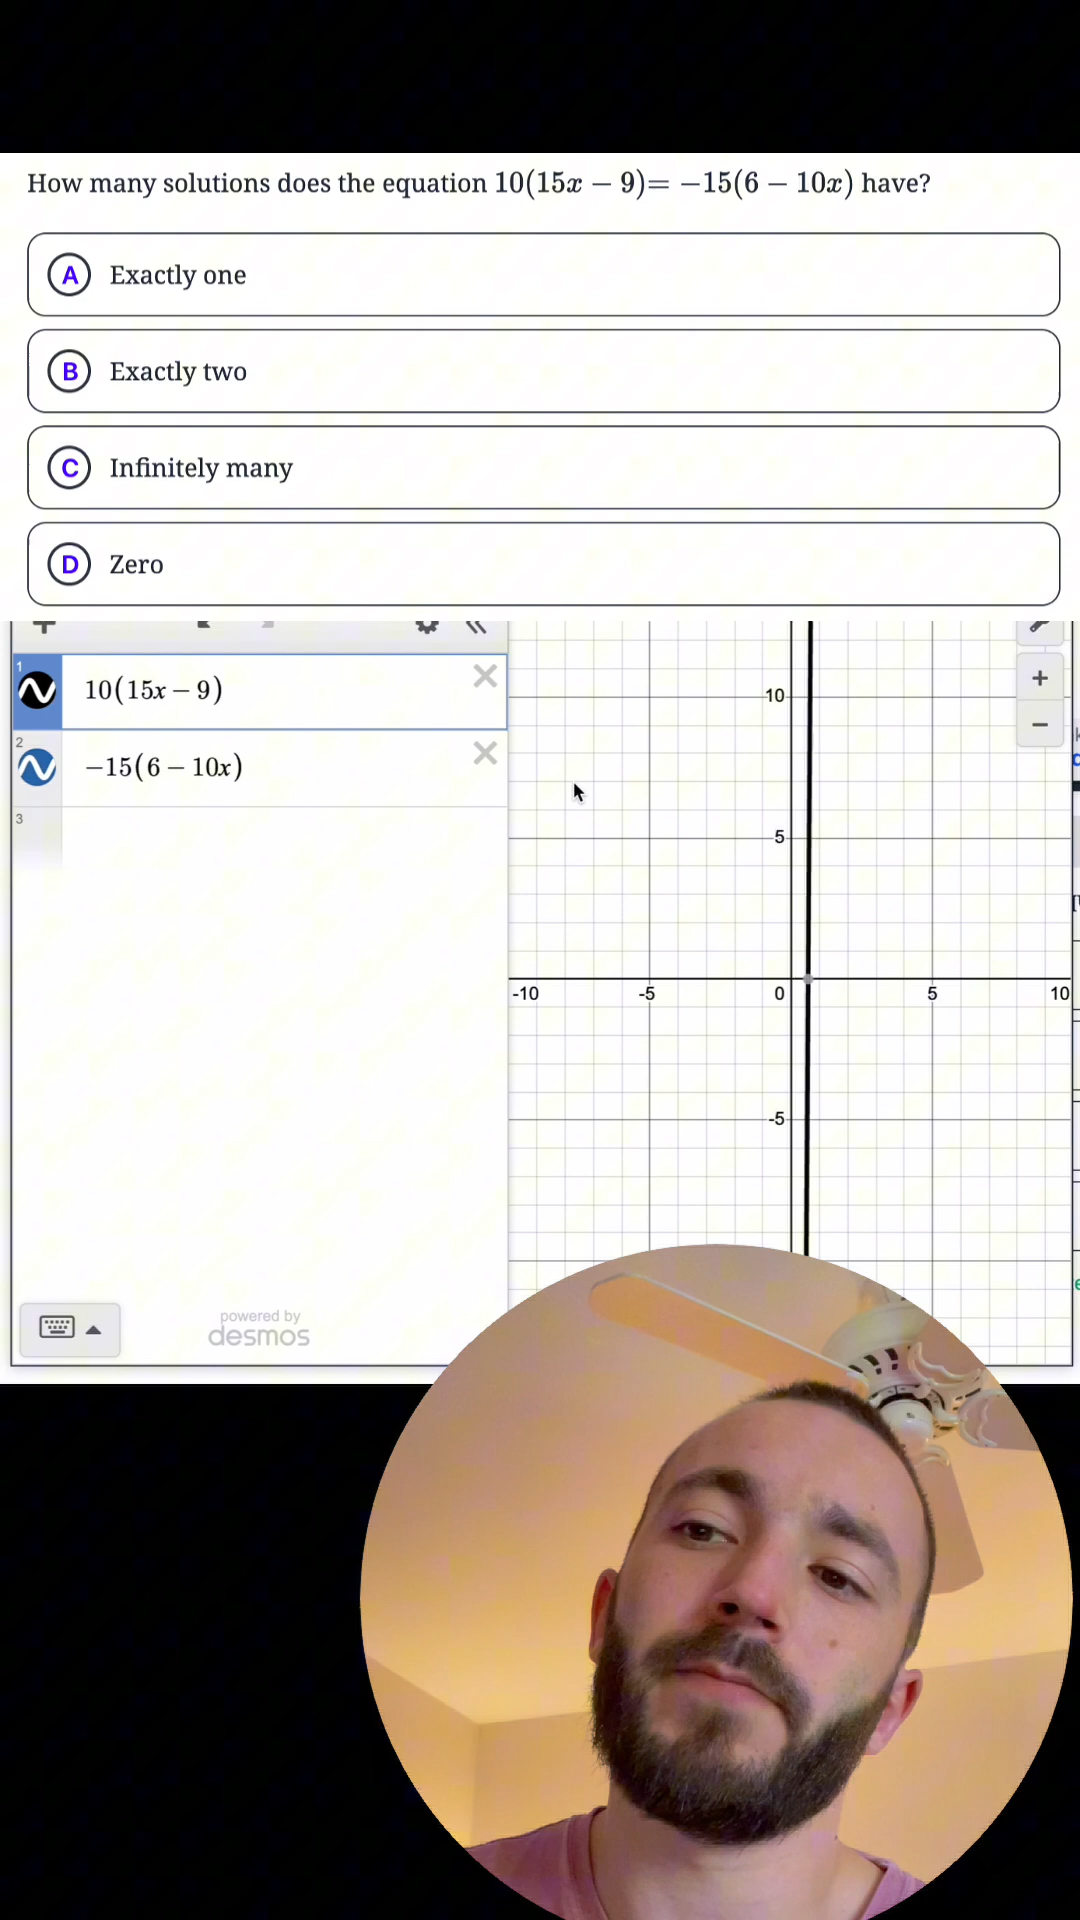 How many solutions does the equation 10(15x − 9)= −15(6 − 10x) have?
A Exactly one
B Exactly two
C Infinitely many
D Zero
1
10(15x − 9)
2
−15(6 − 10x)
3
10
5
-10 -5 0 5 10
-5
powered by
desmos